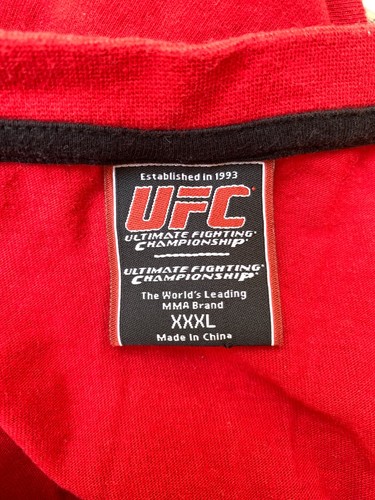 Established in 1993
UFC
ULTIMATE FIGHTING
CHAMPIONSHIP
ULTIMATE FIGHTING
CHAMPIONSHIP
The World's Leading
MMA Brand
XXXL
Made in China